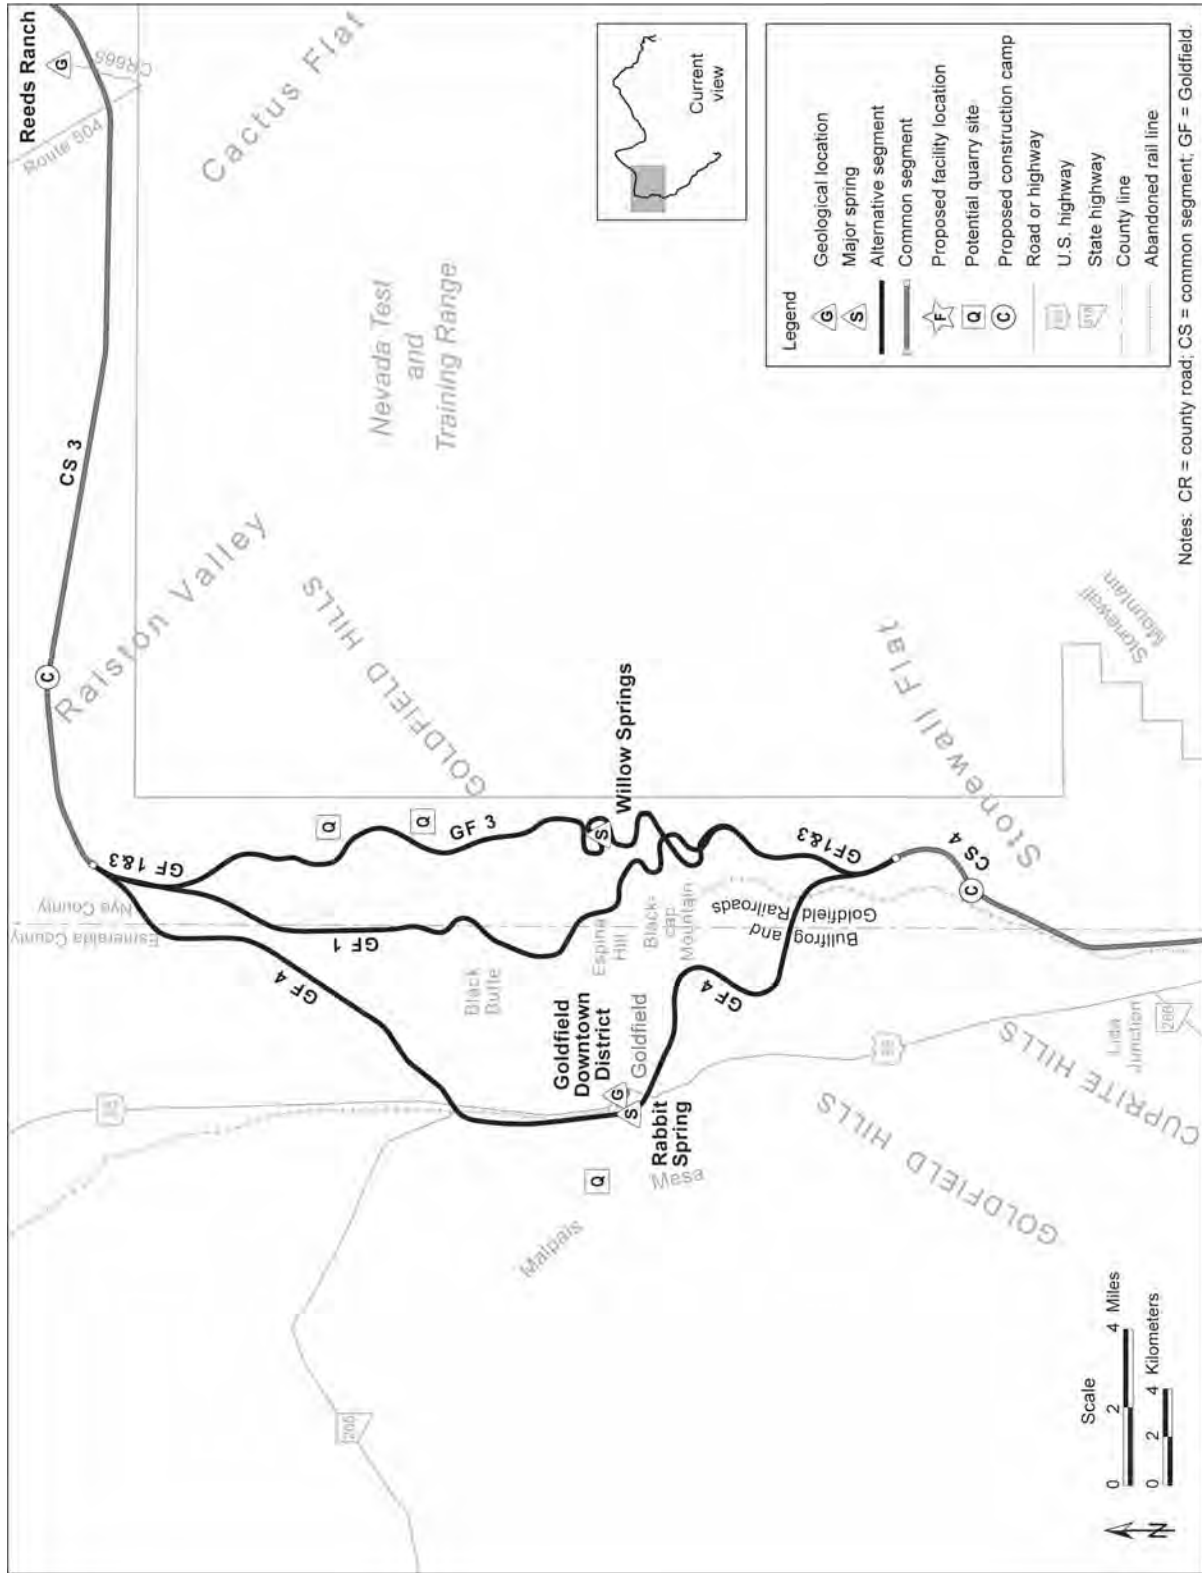 Reeds Ranch
G
CR665
Route 504
Cactus Flat
CS 3
C
Ralston Valley
Nevada Test
and
Training Range
GOLDFIELD HILLS
GF 1&3
Nye County
Esmeralda County
Q
Q
GF 3
GF 1
GF 4
S
Willow Springs
Black
Butte
Espina
Hill
Black-
cap
Mountain
Goldfield
Downtown
District
Goldfield
G
S
Rabbit
Spring
Q
Mesa
Malpais
GF 4
Bullfrog and
Goldfield
Railroads
GF1&3
CS 4
C
Stonewall Flat
Stonewall
Mountain
Lida
Junction
266
CUPRITE HILLS
GOLDFIELD HILLS
95
95
265
Current
view
Legend
G Geological location
S Major spring
Alternative segment
Common segment
F Proposed facility location
Q Potential quarry site
C Proposed construction camp
Road or highway
U.S. highway
318 State highway
County line
Abandoned rail line
Scale
0 2 4 Miles
0 2 4 Kilometers
N
Notes: CR = county road; CS = common segment; GF = Goldfield.